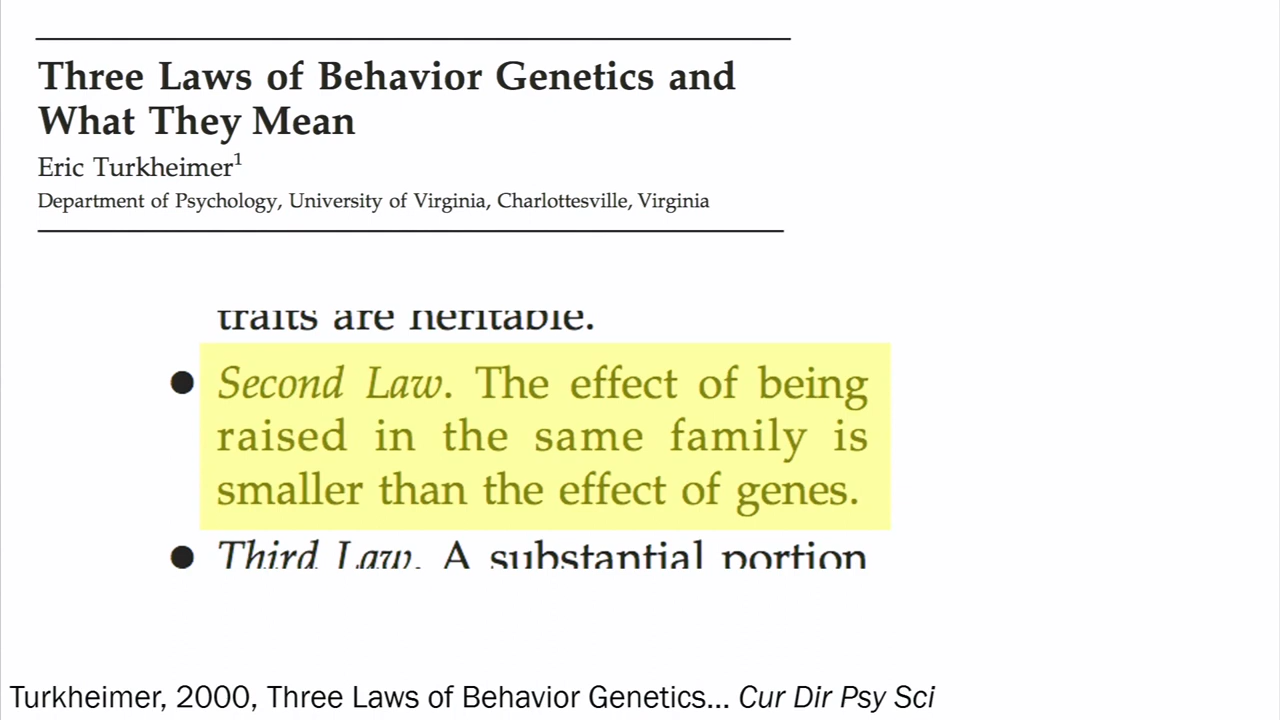 Three Laws of Behavior Genetics and
What They Mean
Eric Turkheimer1
Department of Psychology, University of Virginia, Charlottesville, Virginia
traits are heritable.
● Second Law. The effect of being
raised in the same family is
smaller than the effect of genes.
● Third Law. A substantial portion
Turkheimer, 2000, Three Laws of Behavior Genetics... Cur Dir Psy Sci